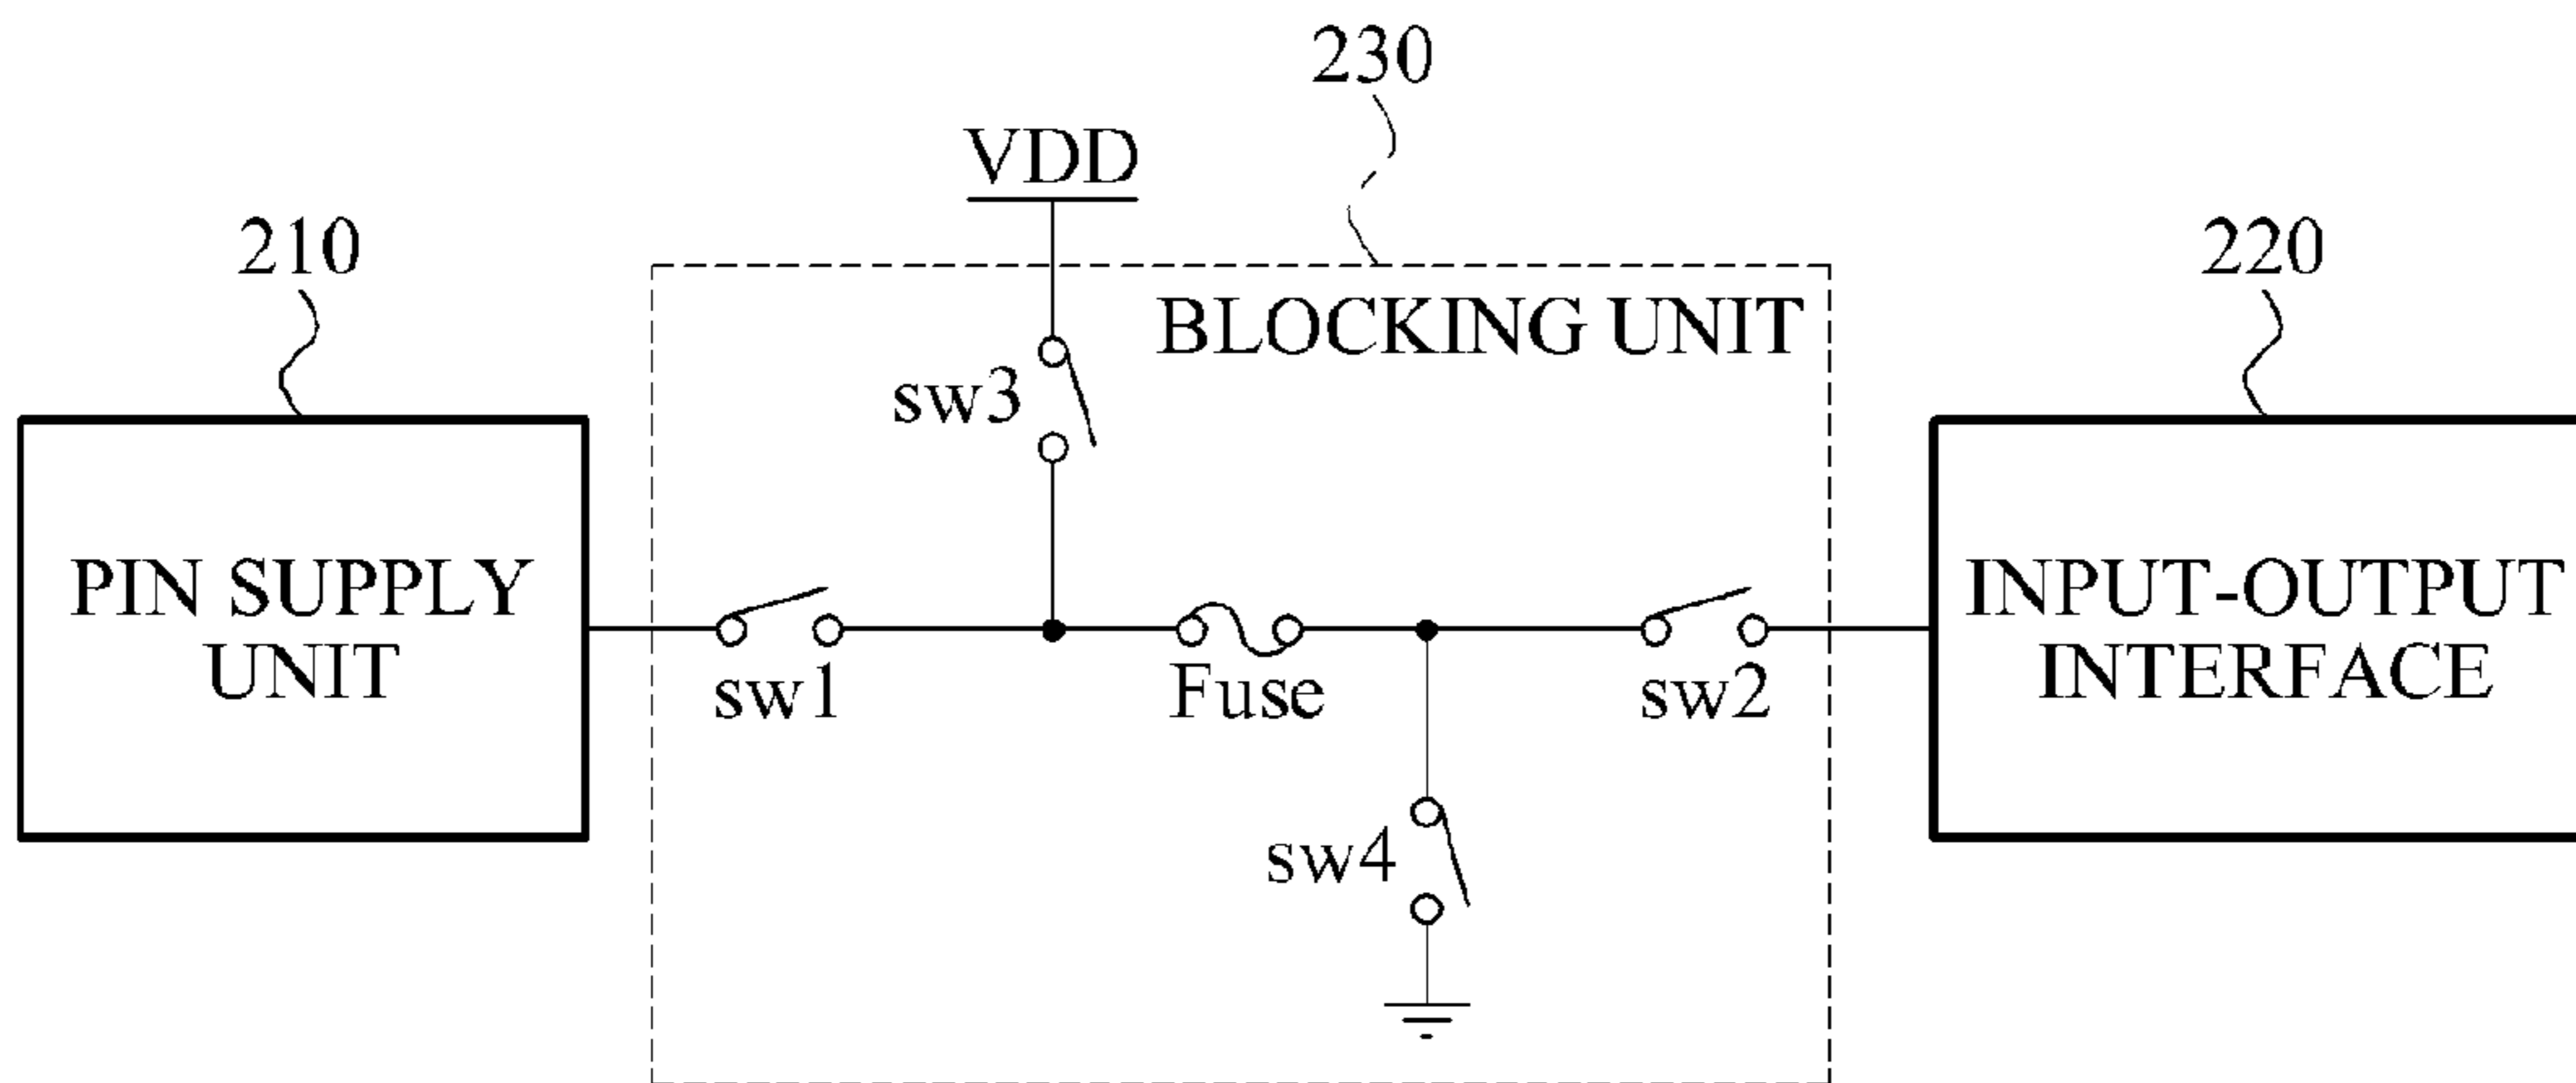 230
VDD
210
220
BLOCKING UNIT
sw3
PIN SUPPLY
UNIT
INPUT-OUTPUT
INTERFACE
sw1
Fuse
sw2
sw4